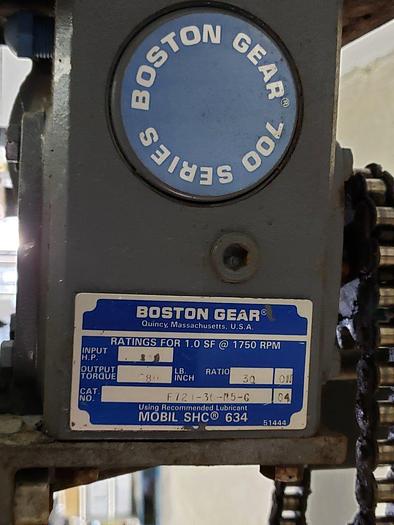 BOSTON GEAR®
700 SERIES
BOSTON GEAR®
Quincy, Massachusetts, U.S.A.
RATINGS FOR 1.0 SF @ 1750 RPM
INPUT H.P.
OUTPUT TORQUE LB. INCH RATIO 30
CAT NO.
Using Recommended Lubricant
MOBIL SHC® 634
51444